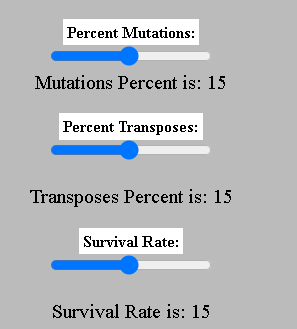 Percent Mutations:
Mutations Percent is: 15
Percent Transposes:
Transposes Percent is: 15
Survival Rate:
Survival Rate is: 15